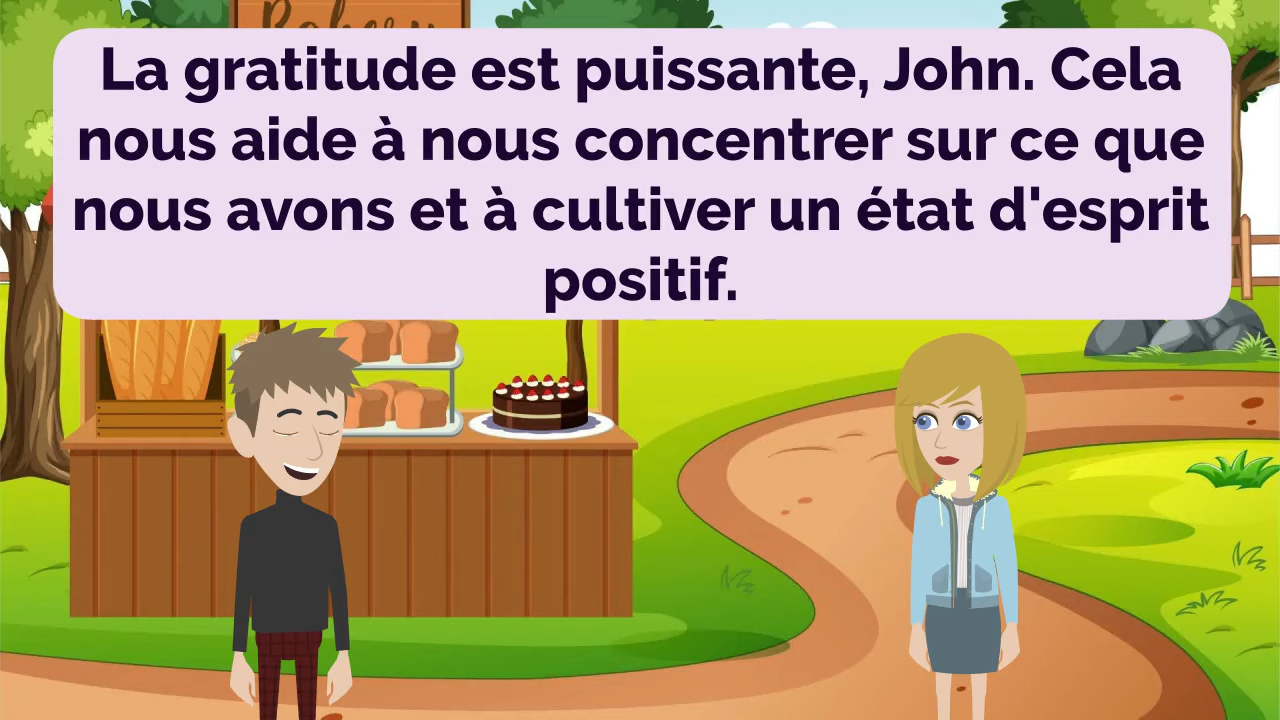 Bakery
La gratitude est puissante, John. Cela
nous aide à nous concentrer sur ce que
nous avons et à cultiver un état d'esprit
positif.